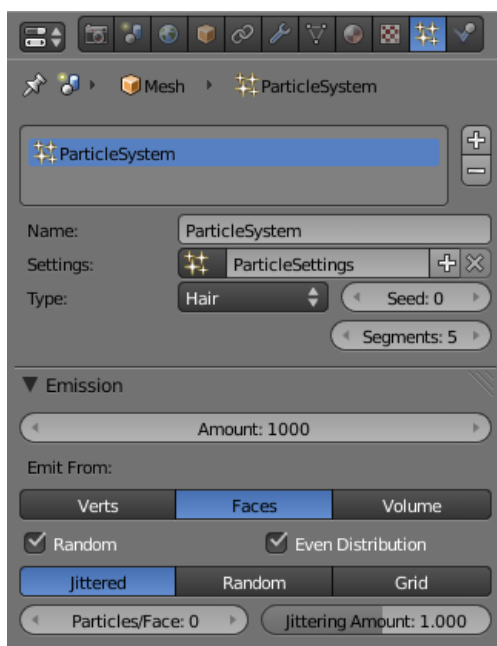 Mesh ParticleSystem
ParticleSystem
Name: ParticleSystem
Settings: ParticleSettings
Type: Hair Seed: 0
Segments: 5
Emission
Amount: 1000
Emit From:
Verts Faces Volume
Random Even Distribution
Jittered Random Grid
Particles/Face: 0 Jittering Amount: 1.000